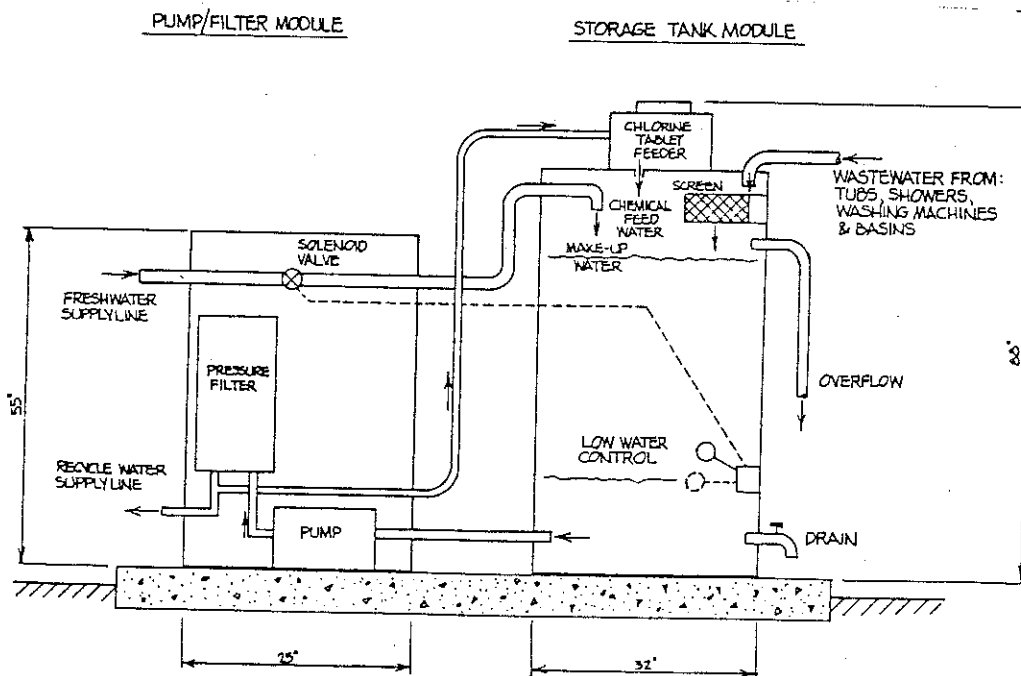 PUMP/FILTER MODULE
STORAGE TANK MODULE
CHLORINE
TABLET
FEEDER
WASTEWATER FROM:
TUBS, SHOWERS,
WASHING MACHINES
& BASINS
SCREEN
CHEMICAL
FEED
WATER
MAKE-UP
WATER
SOLENOID
VALVE
FRESHWATER
SUPPLY LINE
PRESSURE
FILTER
55"
88"
OVERFLOW
LOW WATER
CONTROL
RECYCLE WATER
SUPPLY LINE
PUMP
DRAIN
25"
32"